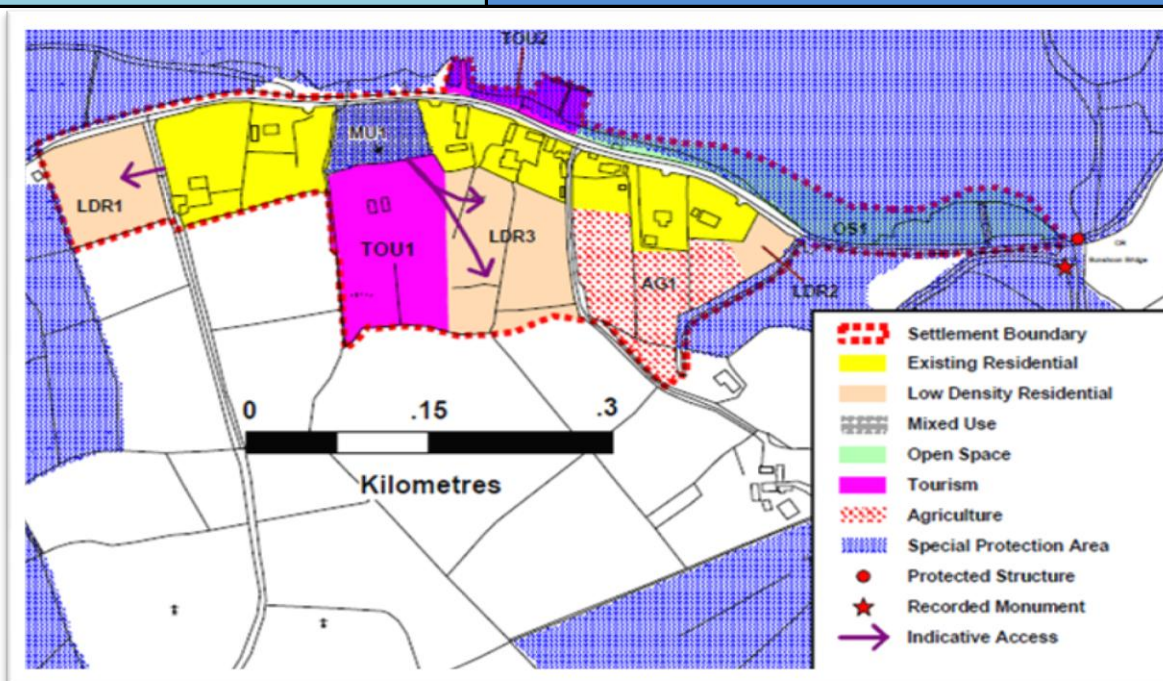 TOU2
MU1
LDR1
TOU1
LDR3
OS1
AG1
LDR2
0 .15 .3
Kilometres
Settlement Boundary
Existing Residential
Low Density Residential
Mixed Use
Open Space
Tourism
Agriculture
Special Protection Area
Protected Structure
Recorded Monument
Indicative Access